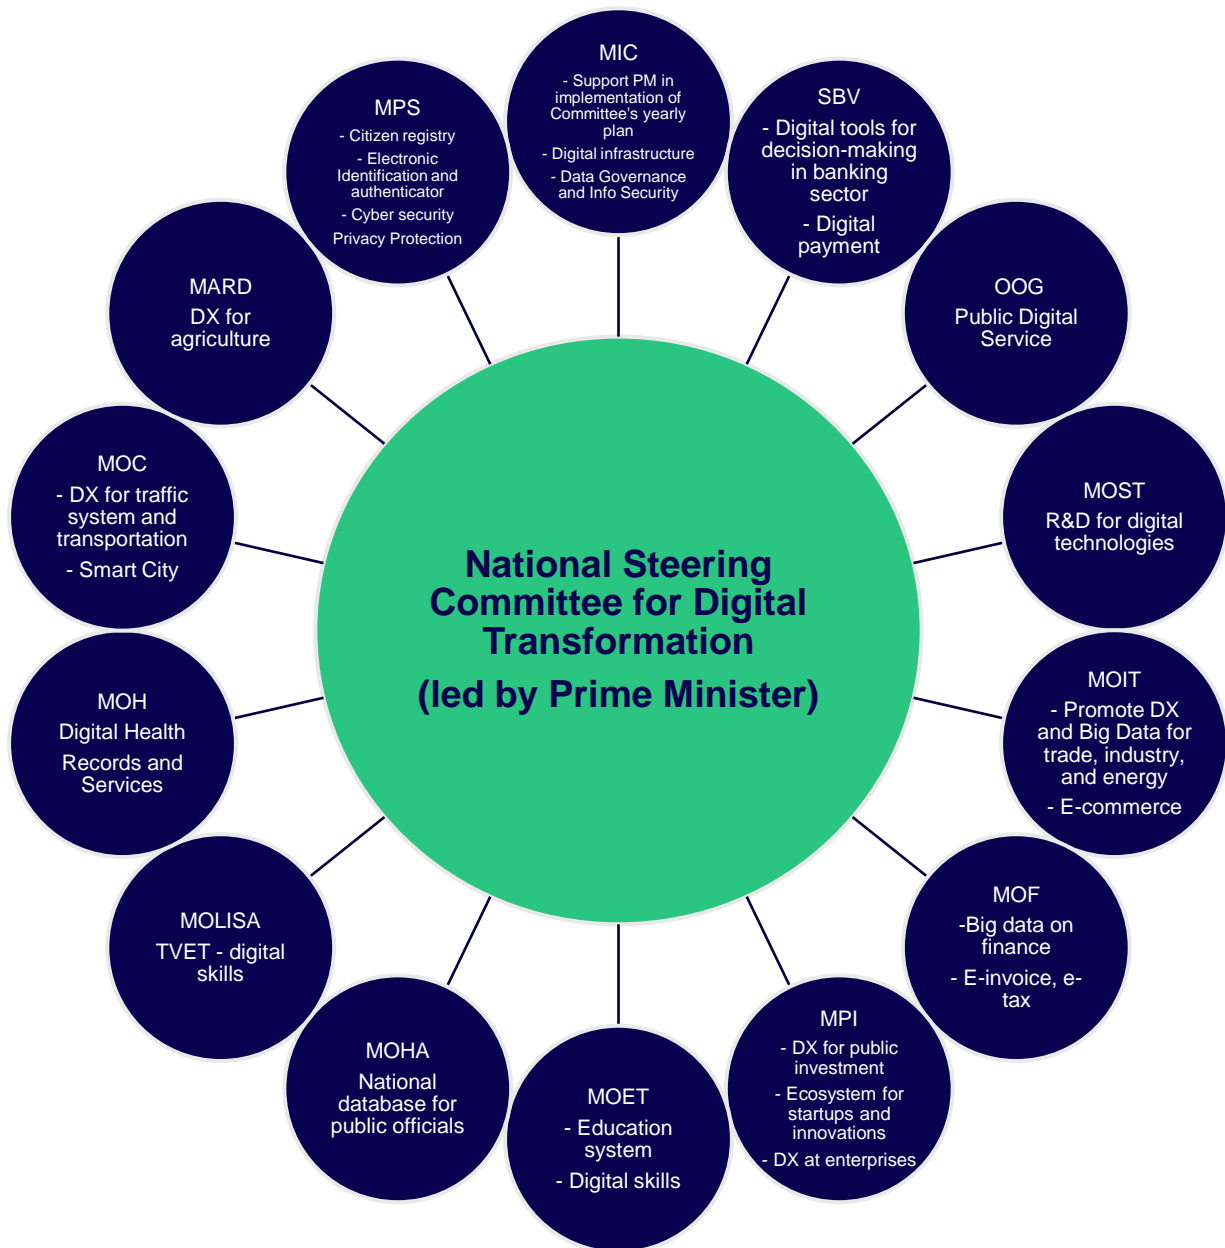 MIC
- Support PM in
implementation of
Committee's yearly
plan
- Digital infrastructure
- Data Governance
and Info Security
SBV
- Digital tools for
decision-making
in banking
sector
- Digital
payment
OOG
Public Digital
Service
MOST
R&D for digital
technologies
MOIT
- Promote DX
and Big Data for
trade, industry,
and energy
- E-commerce
MOF
-Big data on
finance
- E-invoice, e-
tax
MPI
- DX for public
investment
- Ecosystem for
startups and
innovations
- DX at enterprises
MOET
- Education
system
- Digital skills
MOHA
National
database for
public officials
MOLISA
TVET - digital
skills
MOH
Digital Health
Records and
Services
MOC
- DX for traffic
system and
transportation
- Smart City
MARD
DX for
agriculture
MPS
- Citizen registry
- Electronic
Identification and
authenticator
- Cyber security
Privacy Protection
National Steering
Committee for Digital
Transformation
(led by Prime Minister)